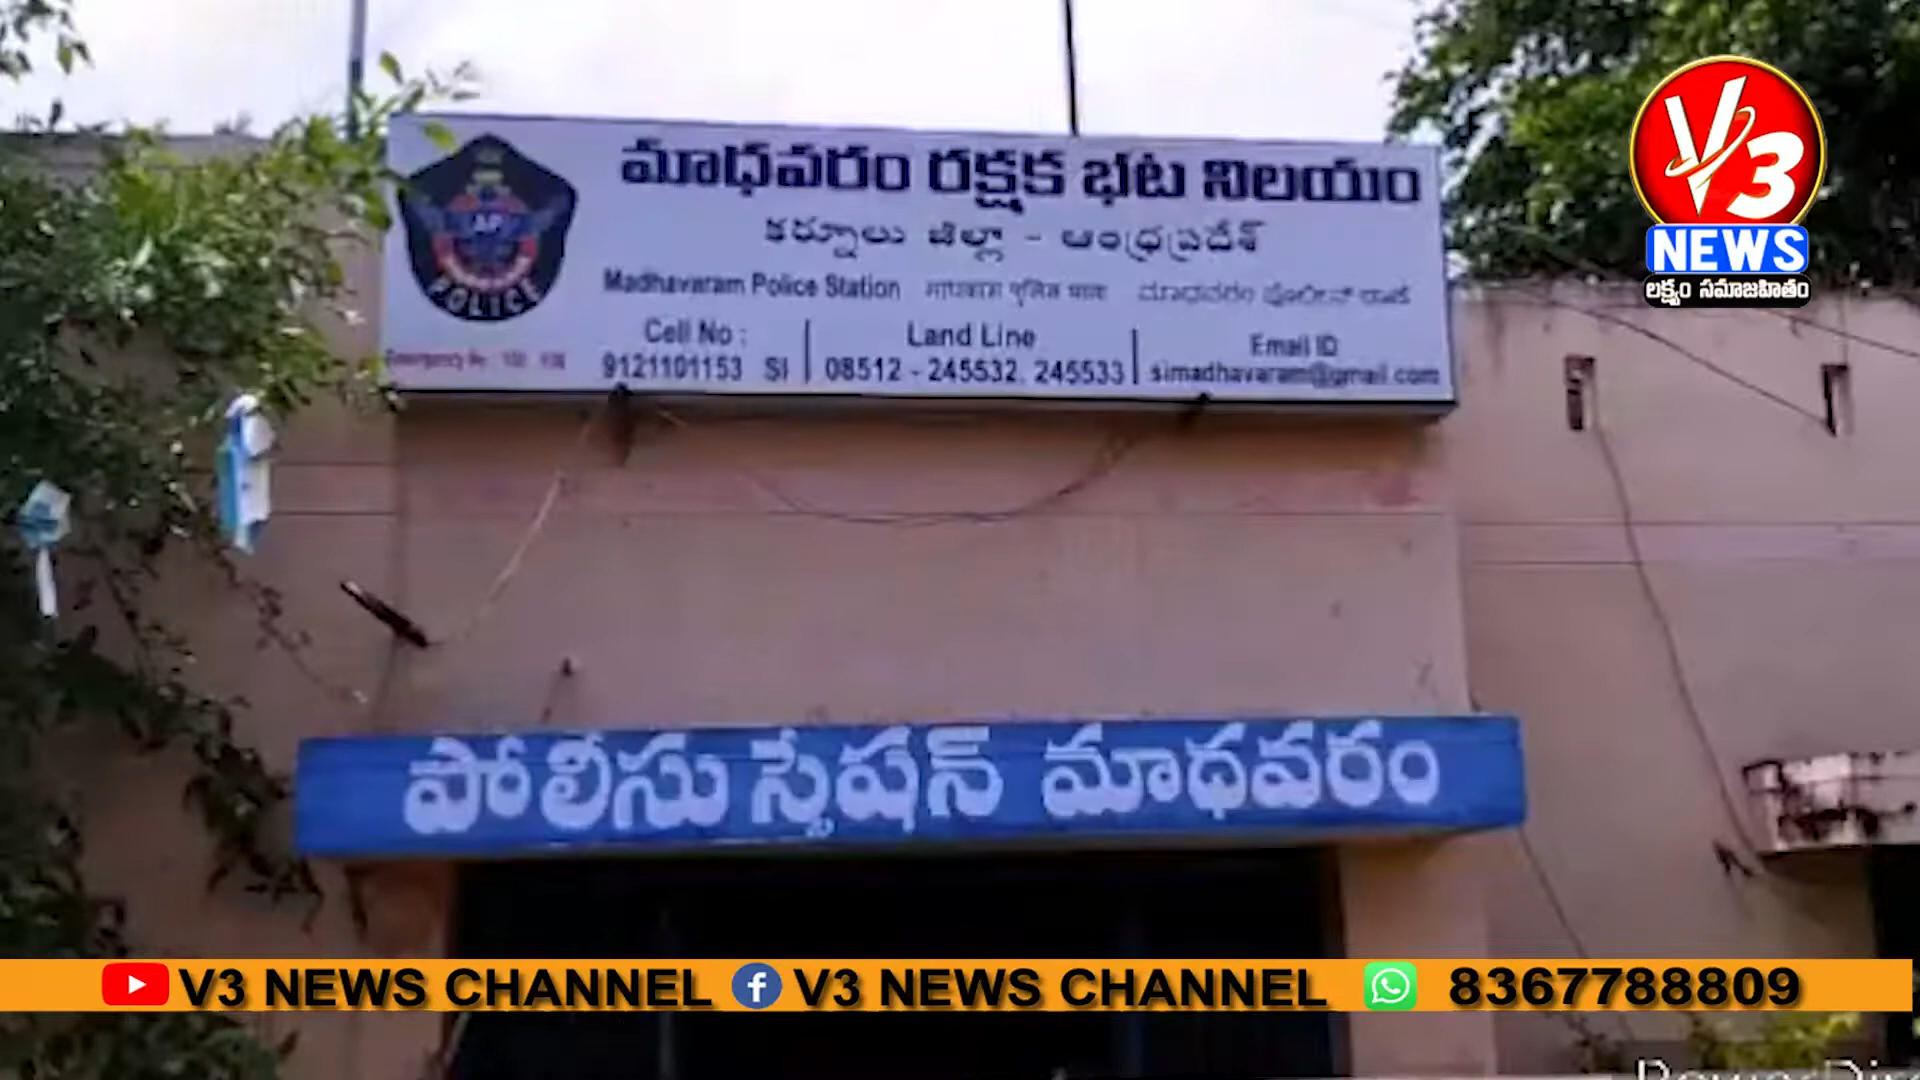 మాధవరం రక్షక భట నిలయం
కర్నూలు జిల్లా - ఆంధ్రప్రదేశ్
Madhavaram Police Station
AP
POLICE
Cell No :
9121101153 SI
Land Line
08512 - 245532, 245533
Email ID
simadhavaram@gmail.com
V3
NEWS
లక్ష్యం సమాజహితం
పోలీసు స్టేషన్ మాధవరం
V3 NEWS CHANNEL V3 NEWS CHANNEL 8367788809